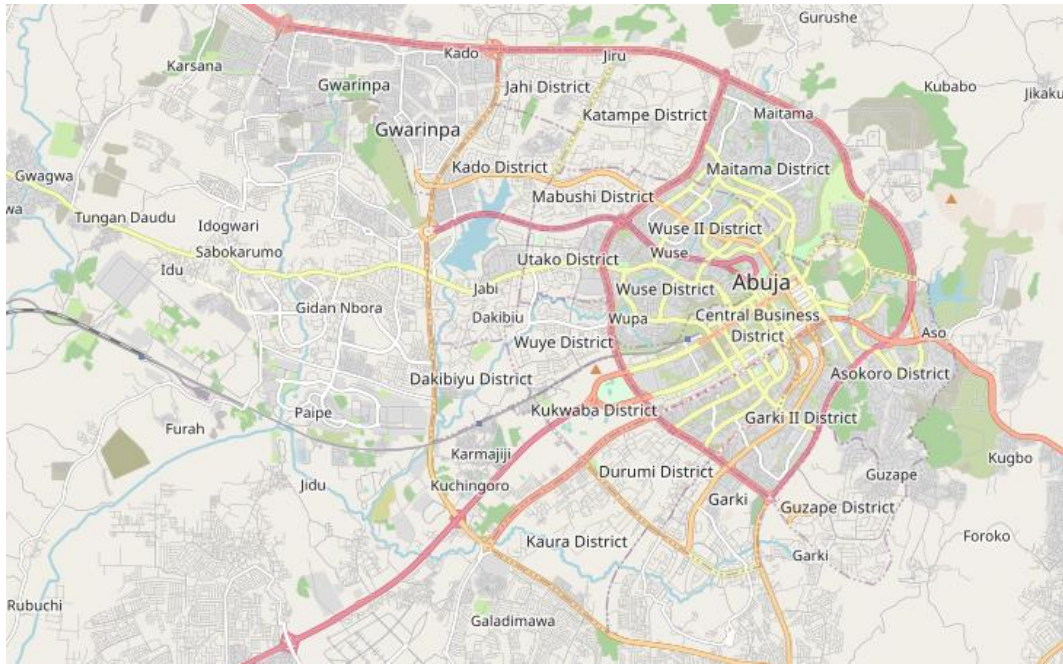 Gurushe
Kado
Jiru
Karsana
Gwarinpa
Jahi District
Kubabo
Jikaku
Katampe District
Maitama
Gwarinpa
Kado District
Maitama District
Gwagwa
Mabushi District
wa
Tungan Daudu
Idogwari
Wuse II District
Sabokarumo
Wuse
Utako District
Idu
Abuja
Jabi
Wuse District
Gidan Nbora
Dakibiu
Wupa
Central Business
District
Aso
Wuye District
Dakibiyu District
Asokoro District
Paipe
Kukwaba District
Garki II District
Furah
Karmajiji
Kugbo
Durumi District
Guzape
Jidu
Kuchingoro
Garki
Guzape District
Foroko
Kaura District
Garki
Rubuchi
Galadimawa